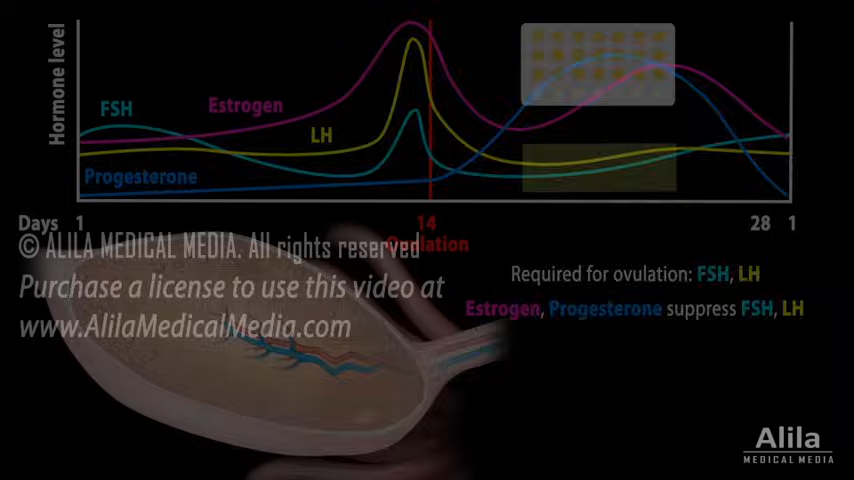 Hormone level
FSH
Estrogen
LH
Progesterone
Days 1 14 28 1
Ovulation
© ALILA MEDICAL MEDIA. All rights reserved
Purchase a license to use this video at
www.AlilaMedicalMedia.com
Required for ovulation: FSH, LH
Estrogen, Progesterone suppress FSH, LH
Alila
MEDICAL MEDIA